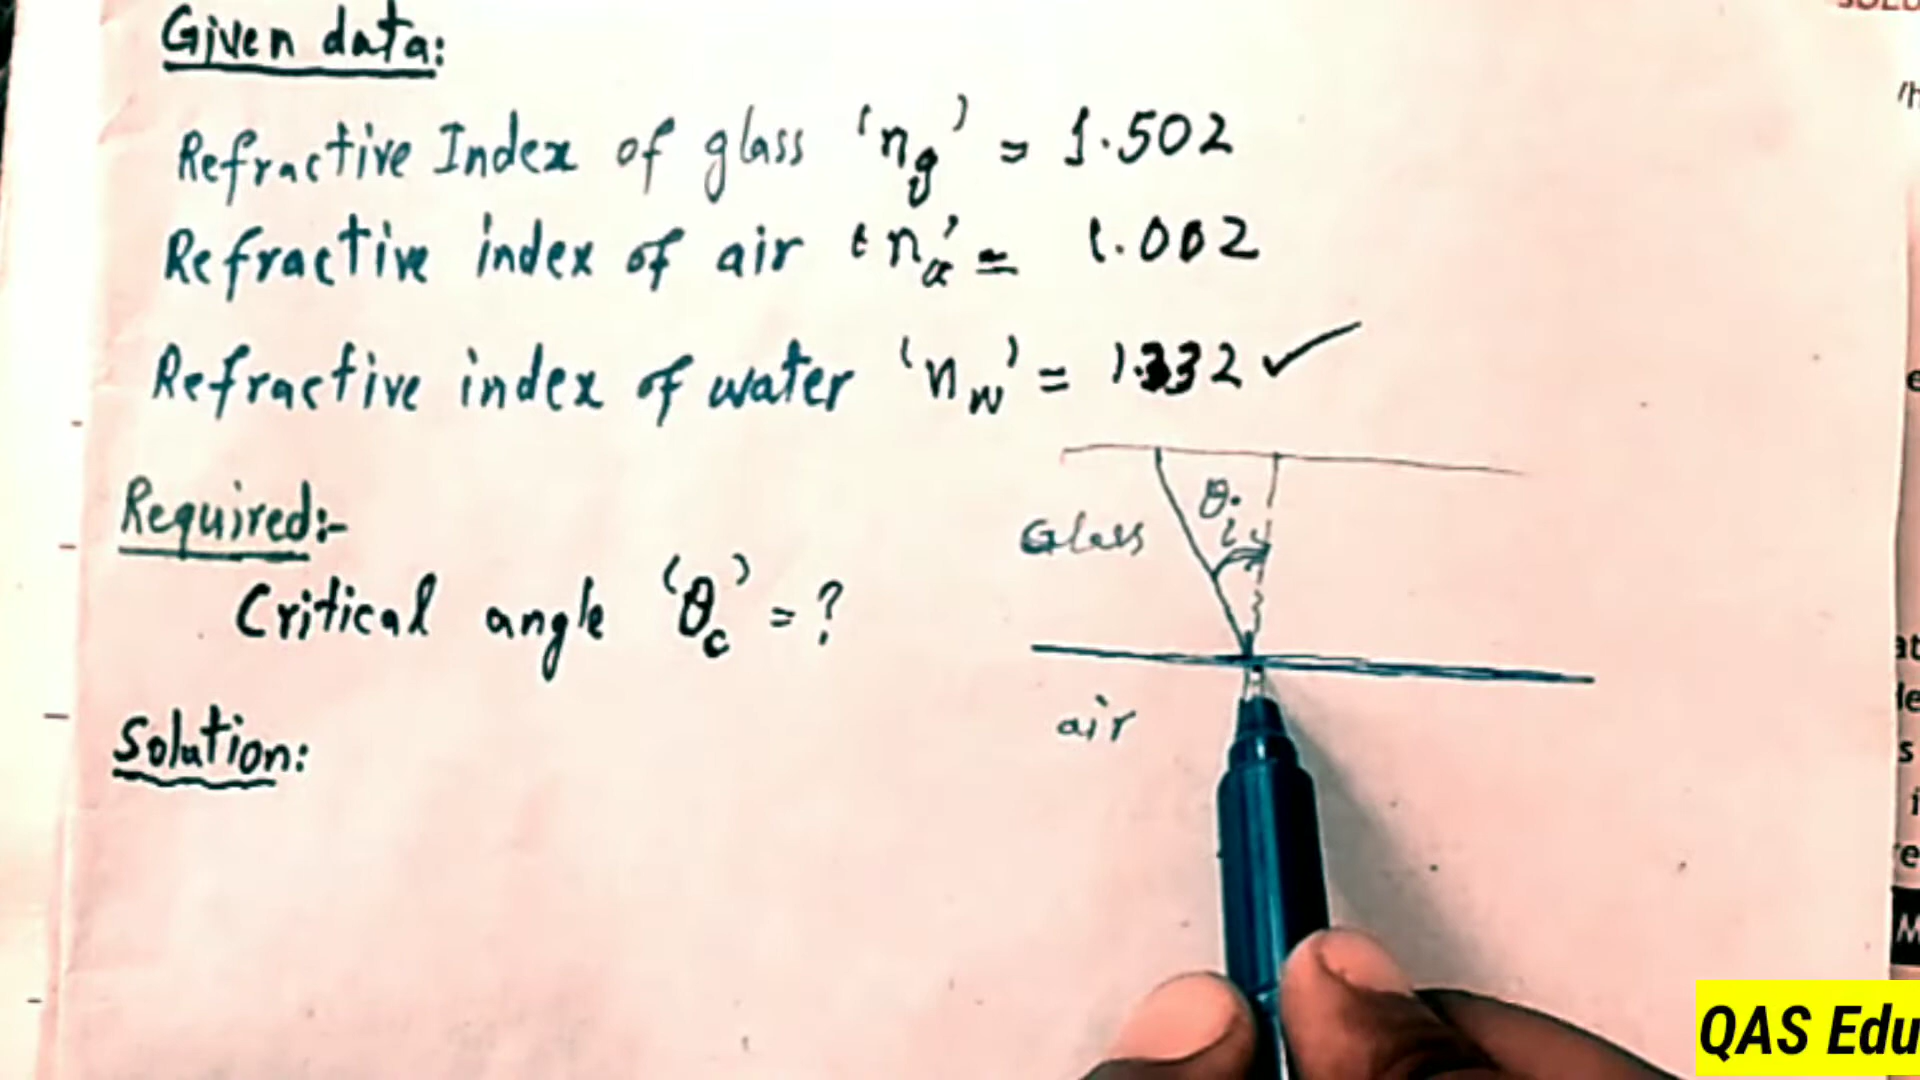 Given data:
Refractive Index of glass 'ng' = 1.502
Refractive index of air 'na' = 1.002
Refractive index of water 'nw' = 1.332 ✓
Required:-
Critical angle 'θc' = ?
Glass θi
air
Solution:
QAS Edu